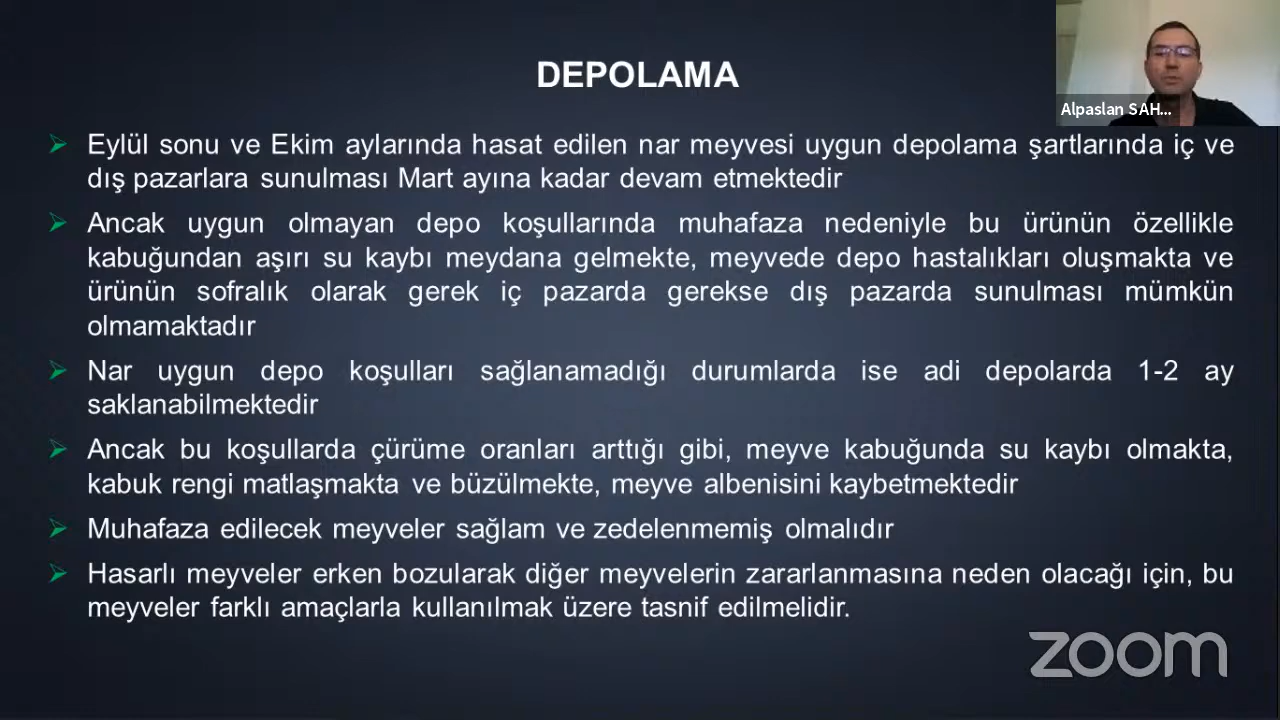 DEPOLAMA
Alpaslan SAH...
Eylül sonu ve Ekim aylarında hasat edilen nar meyvesi uygun depolama şartlarında iç ve
dış pazarlara sunulması Mart ayına kadar devam etmektedir
Ancak uygun olmayan depo koşullarında muhafaza nedeniyle bu ürünün özellikle
kabuğundan aşırı su kaybı meydana gelmekte, meyvede depo hastalıkları oluşmakta ve
ürünün sofralık olarak gerek iç pazarda gerekse dış pazarda sunulması mümkün
olmamaktadır
Nar uygun depo koşulları sağlanamadığı durumlarda ise adi depolarda 1-2 ay
saklanabilmektedir
Ancak bu koşullarda çürüme oranları arttığı gibi, meyve kabuğunda su kaybı olmakta,
kabuk rengi matlaşmakta ve büzülmekte, meyve albenisini kaybetmektedir
Muhafaza edilecek meyveler sağlam ve zedelenmemiş olmalıdır
Hasarlı meyveler erken bozularak diğer meyvelerin zararlanmasına neden olacağı için, bu
meyveler farklı amaçlarla kullanılmak üzere tasnif edilmelidir.
zoom